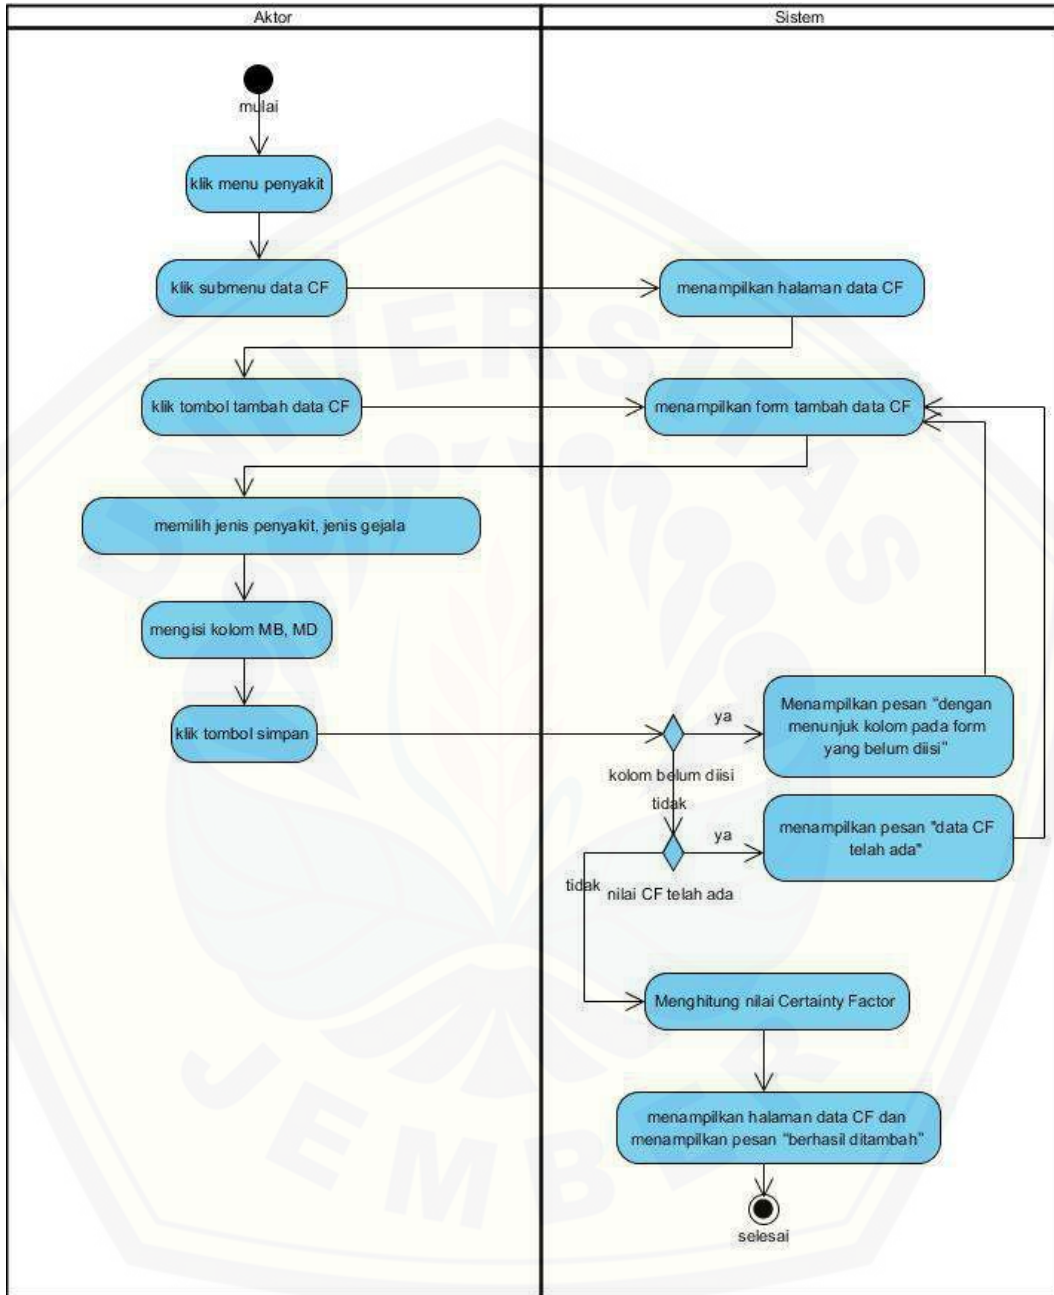 Aktor
Sistem
mulai
klik menu penyakit
klik submenu data CF
menampilkan halaman data CF
klik tombol tambah data CF
menampilkan form tambah data CF
memilih jenis penyakit, jenis gejala
mengisi kolom MB, MD
klik tombol simpan
ya
Menampilkan pesan “dengan
menunjuk kolom pada form
yang belum diisi”
kolom belum diisi
tidak
ya
menampilkan pesan "data CF
telah ada"
tidak
nilai CF telah ada
Menghitung nilai Certainty Factor
menampilkan halaman data CF dan
menampilkan pesan “berhasil ditambah”
selesai
UNIVERSITAS
JEMBER